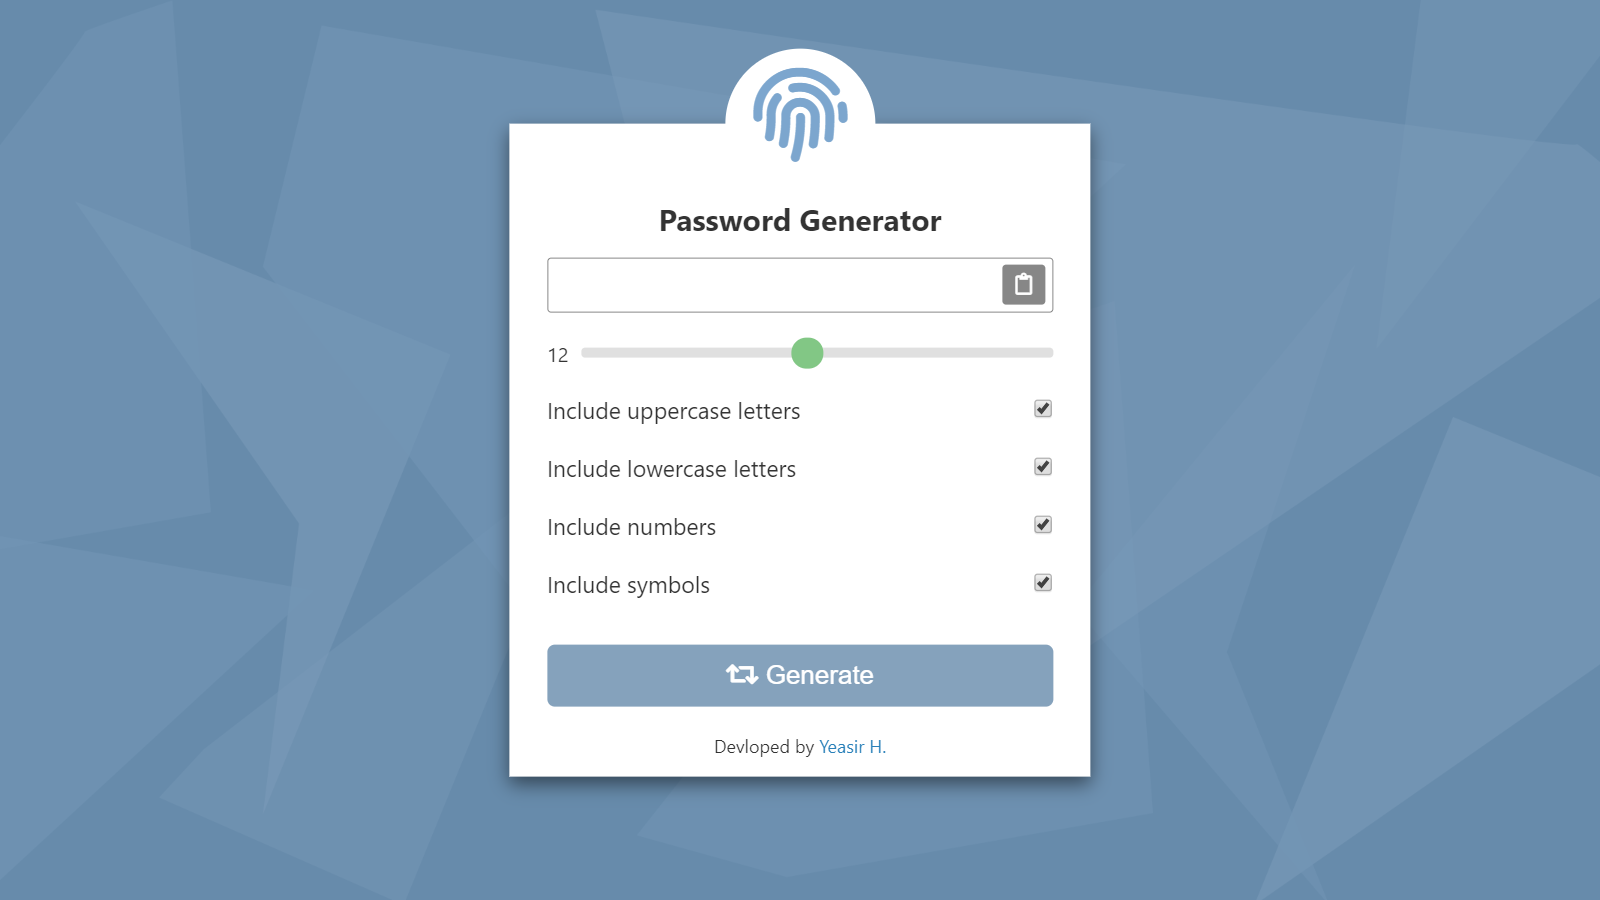 Password Generator
12
Include uppercase letters
Include lowercase letters
Include numbers
Include symbols
Generate
Devloped by Yeasir H.